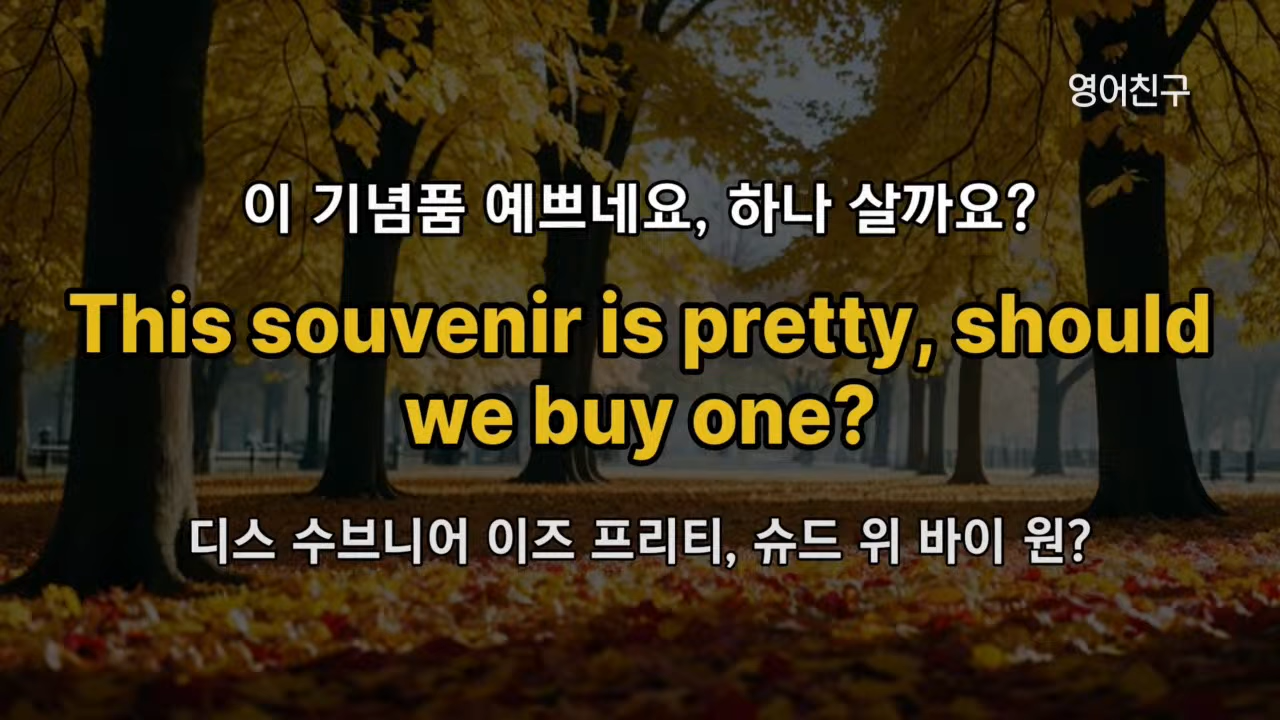 영어친구
이 기념품 예쁘네요, 하나 살까요?
This souvenir is pretty, should
we buy one?
디스 수브니어 이즈 프리티, 슈드 위 바이 원?